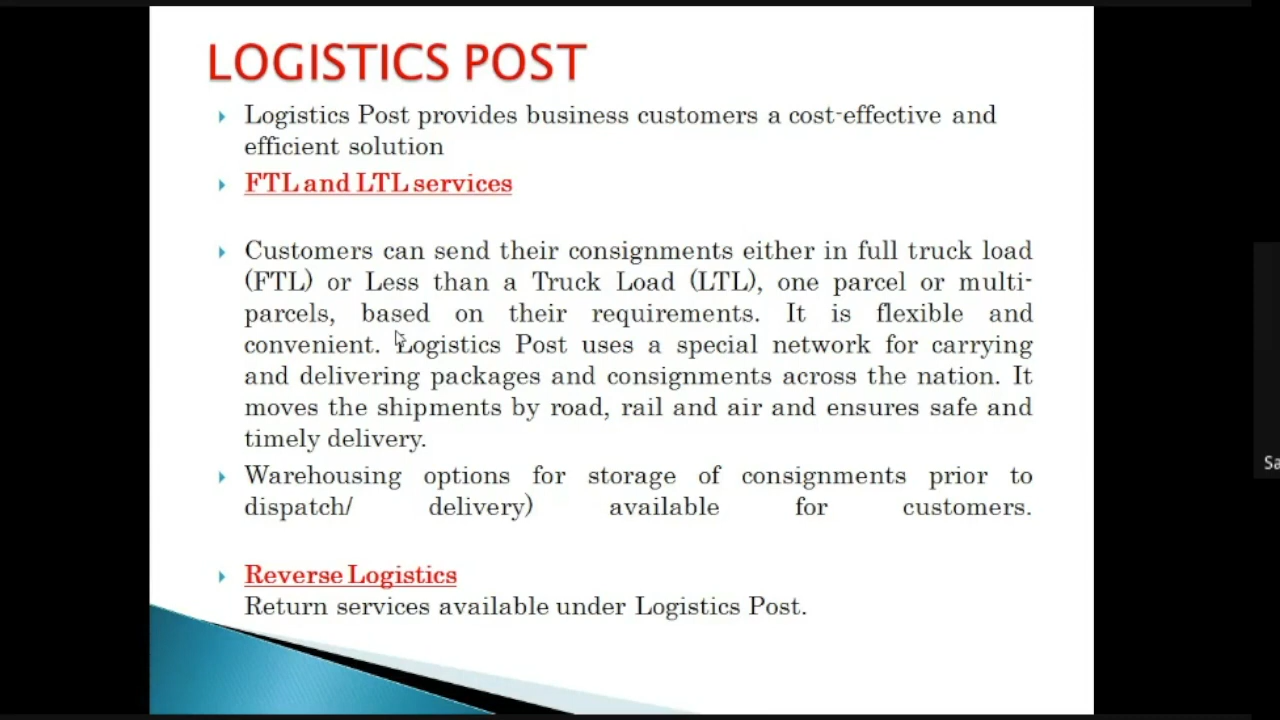 LOGISTICS POST
Logistics Post provides business customers a cost-effective and
efficient solution
FTL and LTL services
Customers can send their consignments either in full truck load
(FTL) or Less than a Truck Load (LTL), one parcel or multi-
parcels, based on their requirements. It is flexible and
convenient. Logistics Post uses a special network for carrying
and delivering packages and consignments across the nation. It
moves the shipments by road, rail and air and ensures safe and
timely delivery.
Warehousing options for storage of consignments prior to
dispatch/ delivery) available for customers.
Reverse Logistics
Return services available under Logistics Post.
Sa